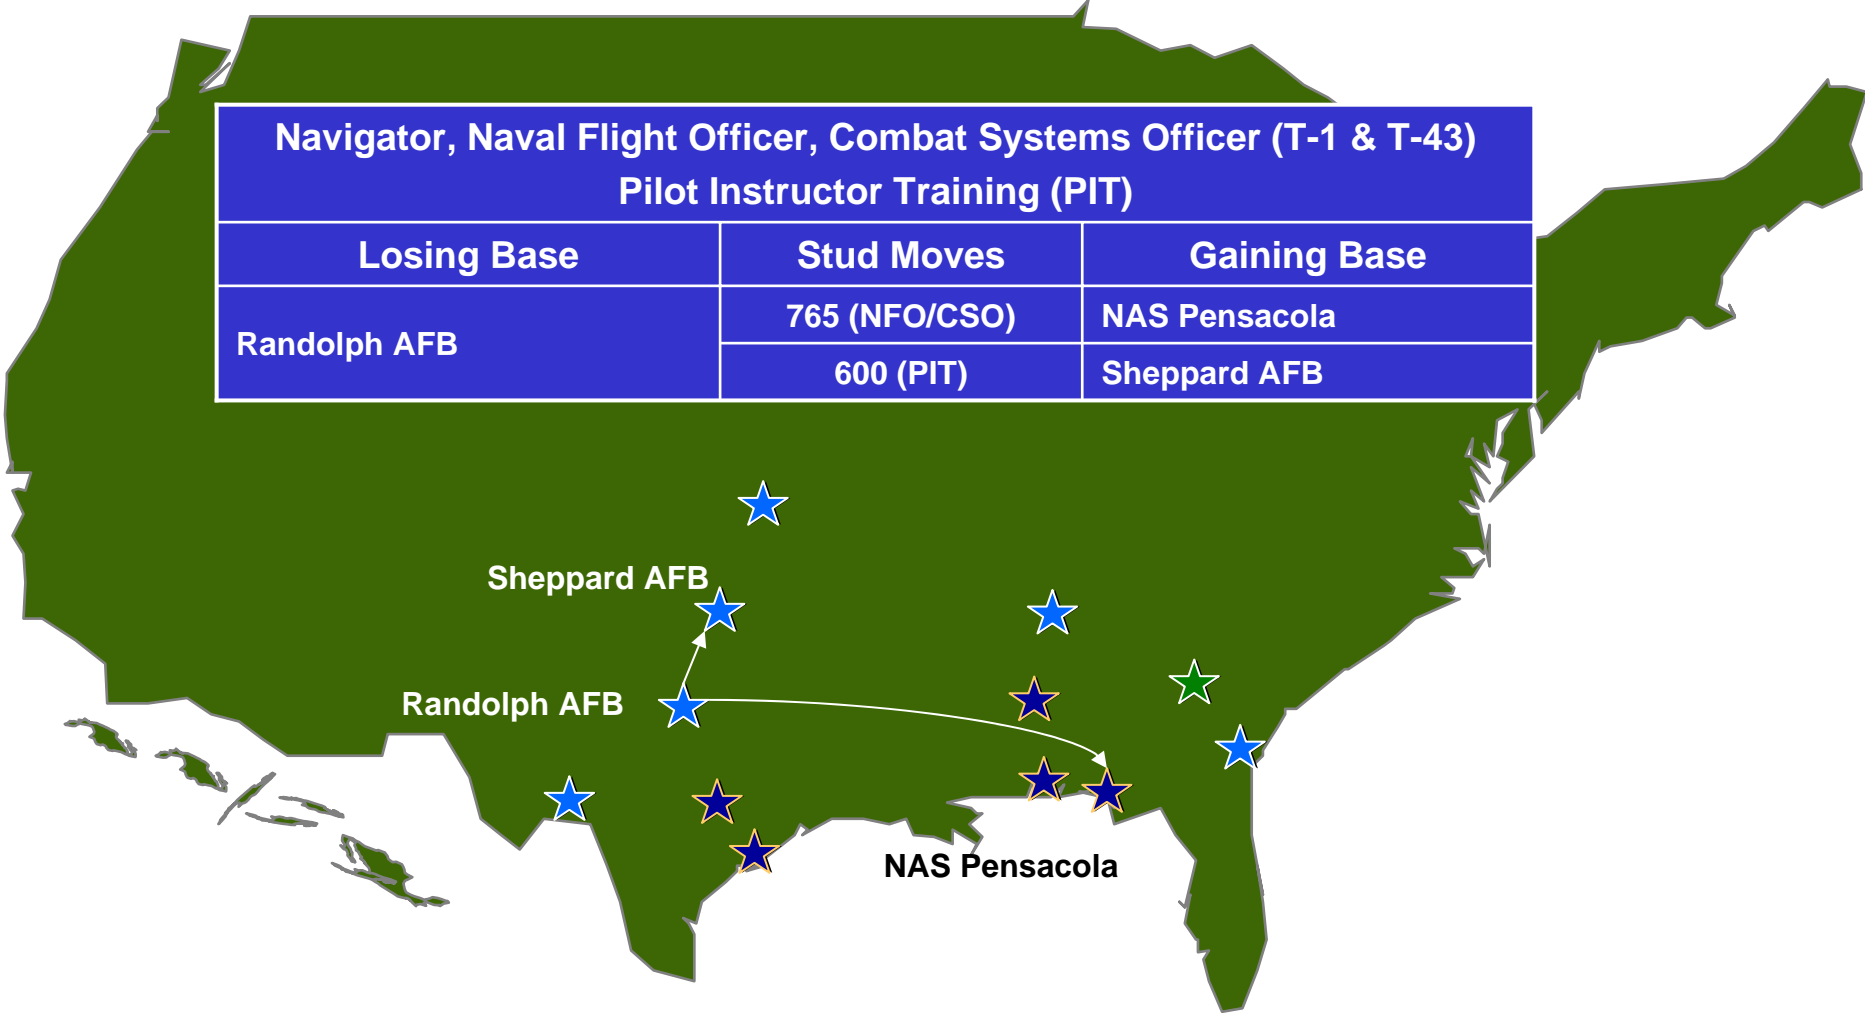 Navigator, Naval Flight Officer, Combat Systems Officer (T-1 & T-43)
Pilot Instructor Training (PIT)
Losing Base
Stud Moves
Gaining Base
Randolph AFB
765 (NFO/CSO)
NAS Pensacola
600 (PIT)
Sheppard AFB
Sheppard AFB
Randolph AFB
NAS Pensacola